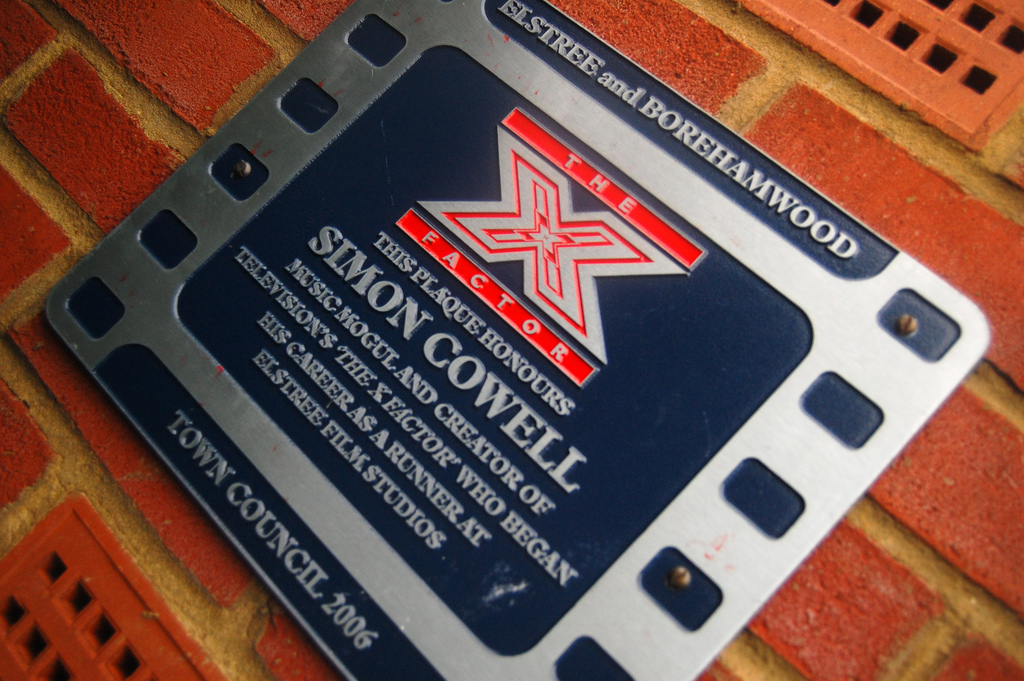 ELSTREE and BOREHAMWOOD
THE
FACTOR
THIS PLAQUE HONOURS
SIMON COWELL
MUSIC MOGUL AND CREATOR OF
TELEVISION'S 'THE X FACTOR' WHO BEGAN
HIS CAREER AS A RUNNER AT
ELSTREE FILM STUDIOS
TOWN COUNCIL 2006